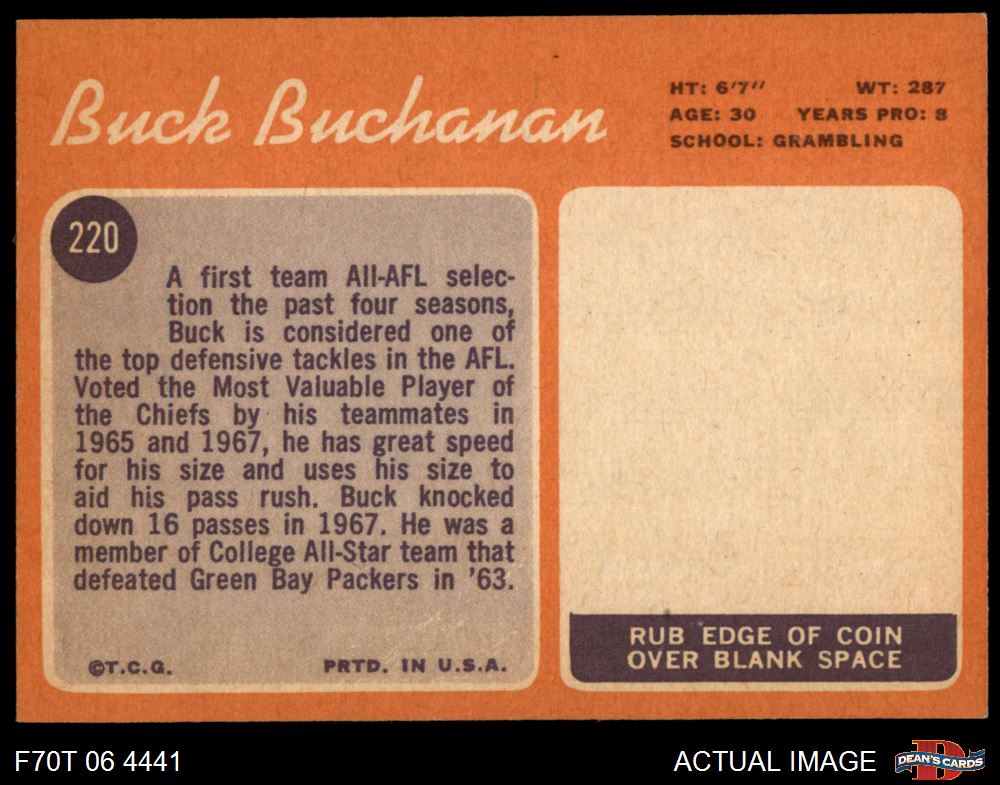 Buck Buchanan
HT: 6'7" WT: 287
AGE: 30 YEARS PRO: 8
SCHOOL: GRAMBLING
220
A first team All-AFL selec-
tion the past four seasons,
Buck is considered one of
the top defensive tackles in the AFL.
Voted the Most Valuable Player of
the Chiefs by his teammates in
1965 and 1967, he has great speed
for his size and uses his size to
aid his pass rush. Buck knocked
down 16 passes in 1967. He was a
member of College All-Star team that
defeated Green Bay Packers in '63.
©T.C.G. PRTD. IN U.S.A.
RUB EDGE OF COIN
OVER BLANK SPACE
F70T 06 4441
ACTUAL IMAGE
D
DEAN'S CARDS